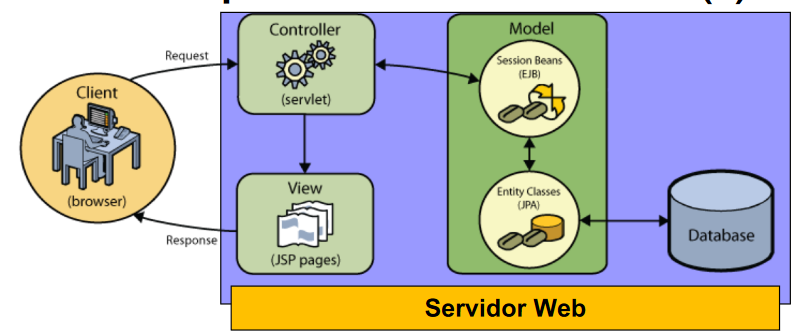 Controller
(servlet)
Model
Session Beans
(EJB)
Request
Client
(browser)
View
(JSP pages)
Entity Classes
(JPA)
Response
Database
Servidor Web